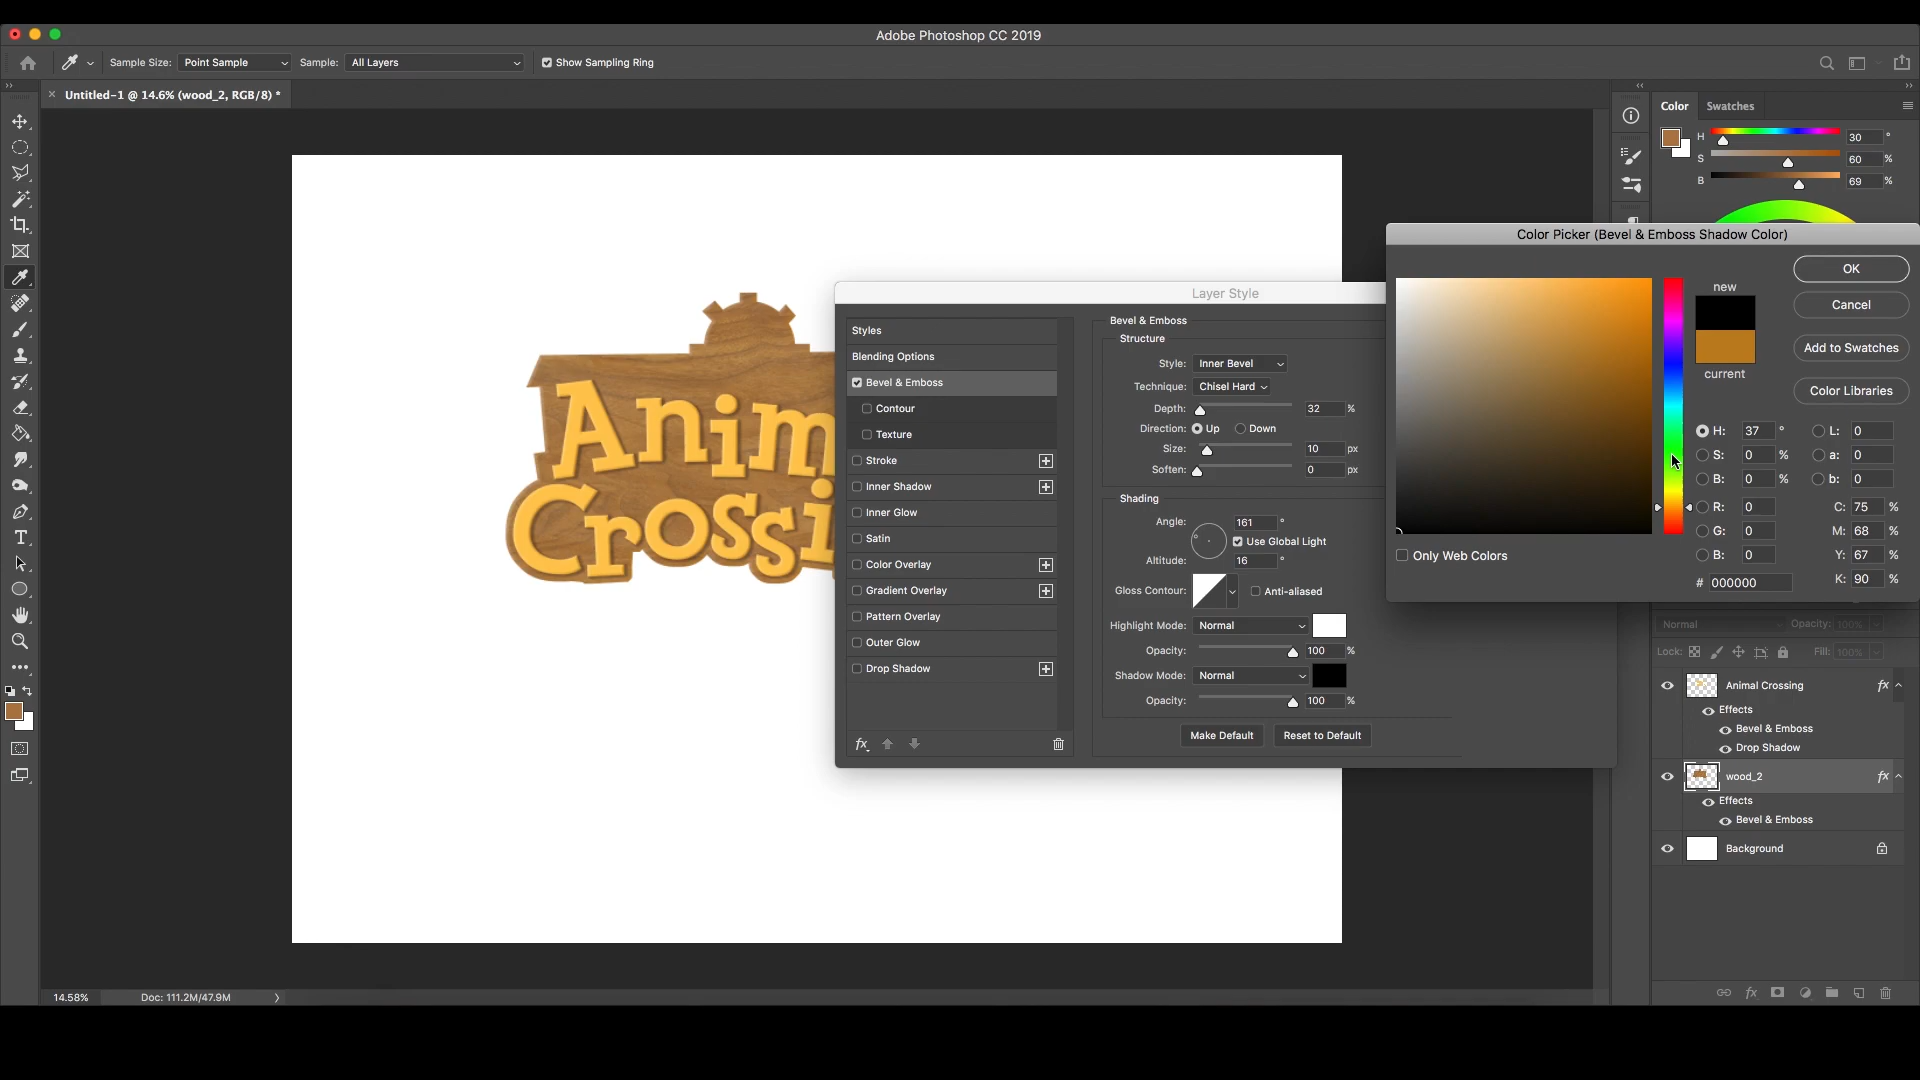 Adobe Photoshop CC 2019
Sample Size: Point Sample Sample: All Layers Show Sampling Ring
Untitled-1 @ 14.6% (wood_2, RGB/8) *
Color Swatches
H 30 °
S 60 %
B 69 %
Anim
Crossi
Layer Style
Styles
Blending Options
Bevel & Emboss
Contour
Texture
Stroke
Inner Shadow
Inner Glow
Satin
Color Overlay
Gradient Overlay
Pattern Overlay
Outer Glow
Drop Shadow
fx
Bevel & Emboss
Structure
Style: Inner Bevel
Technique: Chisel Hard
Depth: 32 %
Direction: Up Down
Size: 10 px
Soften: 0 px
Shading
Angle: 161 °
Use Global Light
Altitude: 16 °
Gloss Contour: Anti-aliased
Highlight Mode: Normal
Opacity: 100 %
Shadow Mode: Normal
Opacity: 100 %
Make Default Reset to Default
Color Picker (Bevel & Emboss Shadow Color)
new
current
OK
Cancel
Add to Swatches
Color Libraries
H: 37 ° L: 0
S: 0 % a: 0
B: 0 % b: 0
R: 0 C: 75 %
G: 0 M: 68 %
B: 0 Y: 67 %
# 000000 K: 90 %
Only Web Colors
Normal Opacity: 100%
Lock: Fill: 100%
Animal Crossing fx
Effects
Bevel & Emboss
Drop Shadow
wood_2 fx
Effects
Bevel & Emboss
Background
fx
14.58% Doc: 111.2M/47.9M